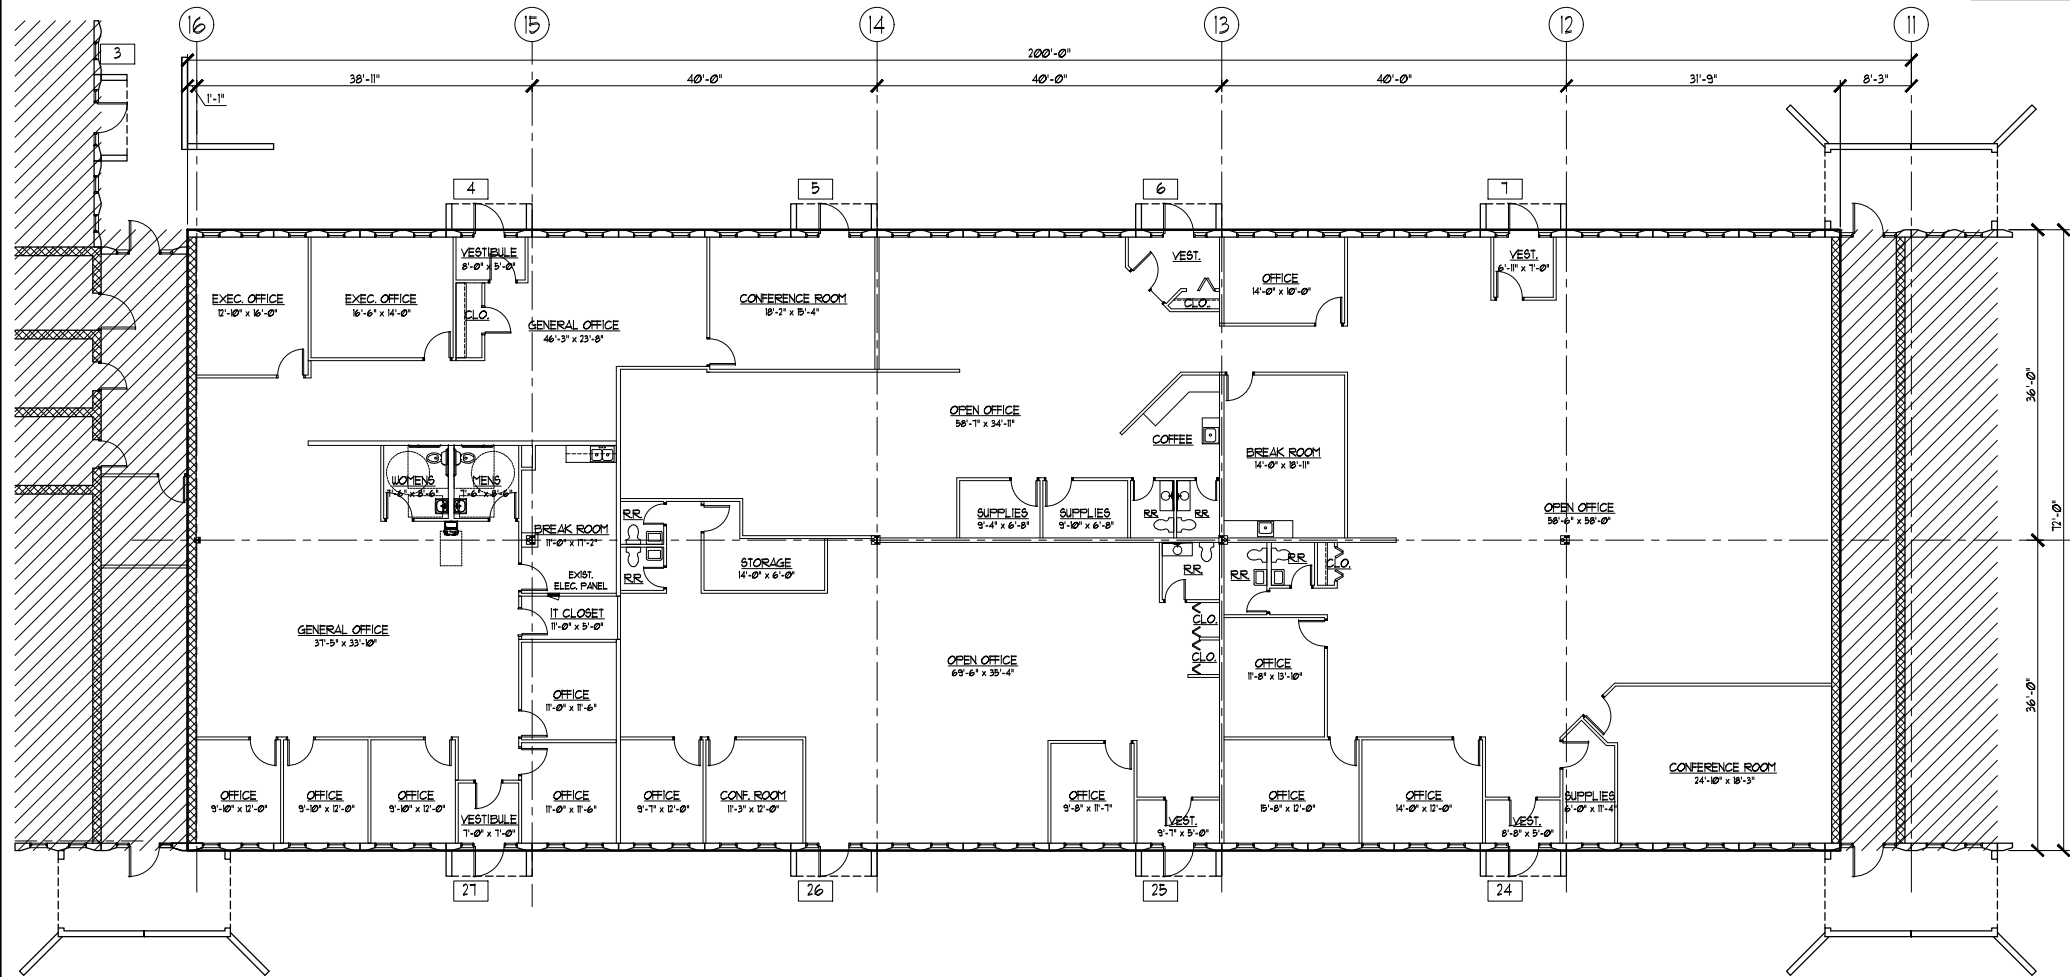 16
15
14
13
12
11
3
200'-0"
38'-11"
40'-0"
40'-0"
40'-0"
31'-9"
8'-3"
1'-1"
4
5
6
7
VESTIBULE
8'-0" x 5'-0"
VEST.
VEST.
6'-11" x 7'-0"
EXEC. OFFICE
12'-10" x 16'-0"
EXEC. OFFICE
16'-6" x 14'-0"
CLO.
GENERAL OFFICE
46'-3" x 23'-8"
CONFERENCE ROOM
18'-2" x 15'-4"
CLO.
OFFICE
14'-0" x 10'-0"
36'-0"
72'-0"
OPEN OFFICE
58'-7" x 34'-11"
COFFEE
BREAK ROOM
14'-0" x 18'-11"
WOMENS
7'-6" x 8'-6"
MENS
7'-6" x 8'-6"
SUPPLIES
9'-4" x 6'-8"
SUPPLIES
9'-10" x 6'-8"
R.R.
R.R.
R.R.
OPEN OFFICE
58'-6" x 58'-0"
BREAK ROOM
11'-0" x 17'-2"
EXIST.
ELEC. PANEL
R.R.
STORAGE
14'-0" x 6'-0"
R.R.
R.R.
R.R.
CLO.
IT CLOSET
11'-0" x 5'-0"
GENERAL OFFICE
37'-5" x 33'-10"
CLO.
CLO.
OPEN OFFICE
69'-6" x 35'-4"
OFFICE
11'-8" x 13'-10"
OFFICE
11'-0" x 11'-6"
36'-0"
OFFICE
9'-10" x 12'-0"
OFFICE
9'-10" x 12'-0"
OFFICE
9'-10" x 12'-0"
VESTIBULE
7'-0" x 7'-0"
OFFICE
11'-0" x 11'-6"
OFFICE
9'-7" x 12'-0"
CONF. ROOM
11'-3" x 12'-0"
OFFICE
9'-8" x 11'-7"
VEST.
9'-7" x 5'-0"
OFFICE
15'-8" x 12'-0"
OFFICE
14'-0" x 12'-0"
VEST.
8'-8" x 5'-0"
SUPPLIES
6'-0" x 11'-4"
CONFERENCE ROOM
24'-10" x 18'-3"
27
26
25
24